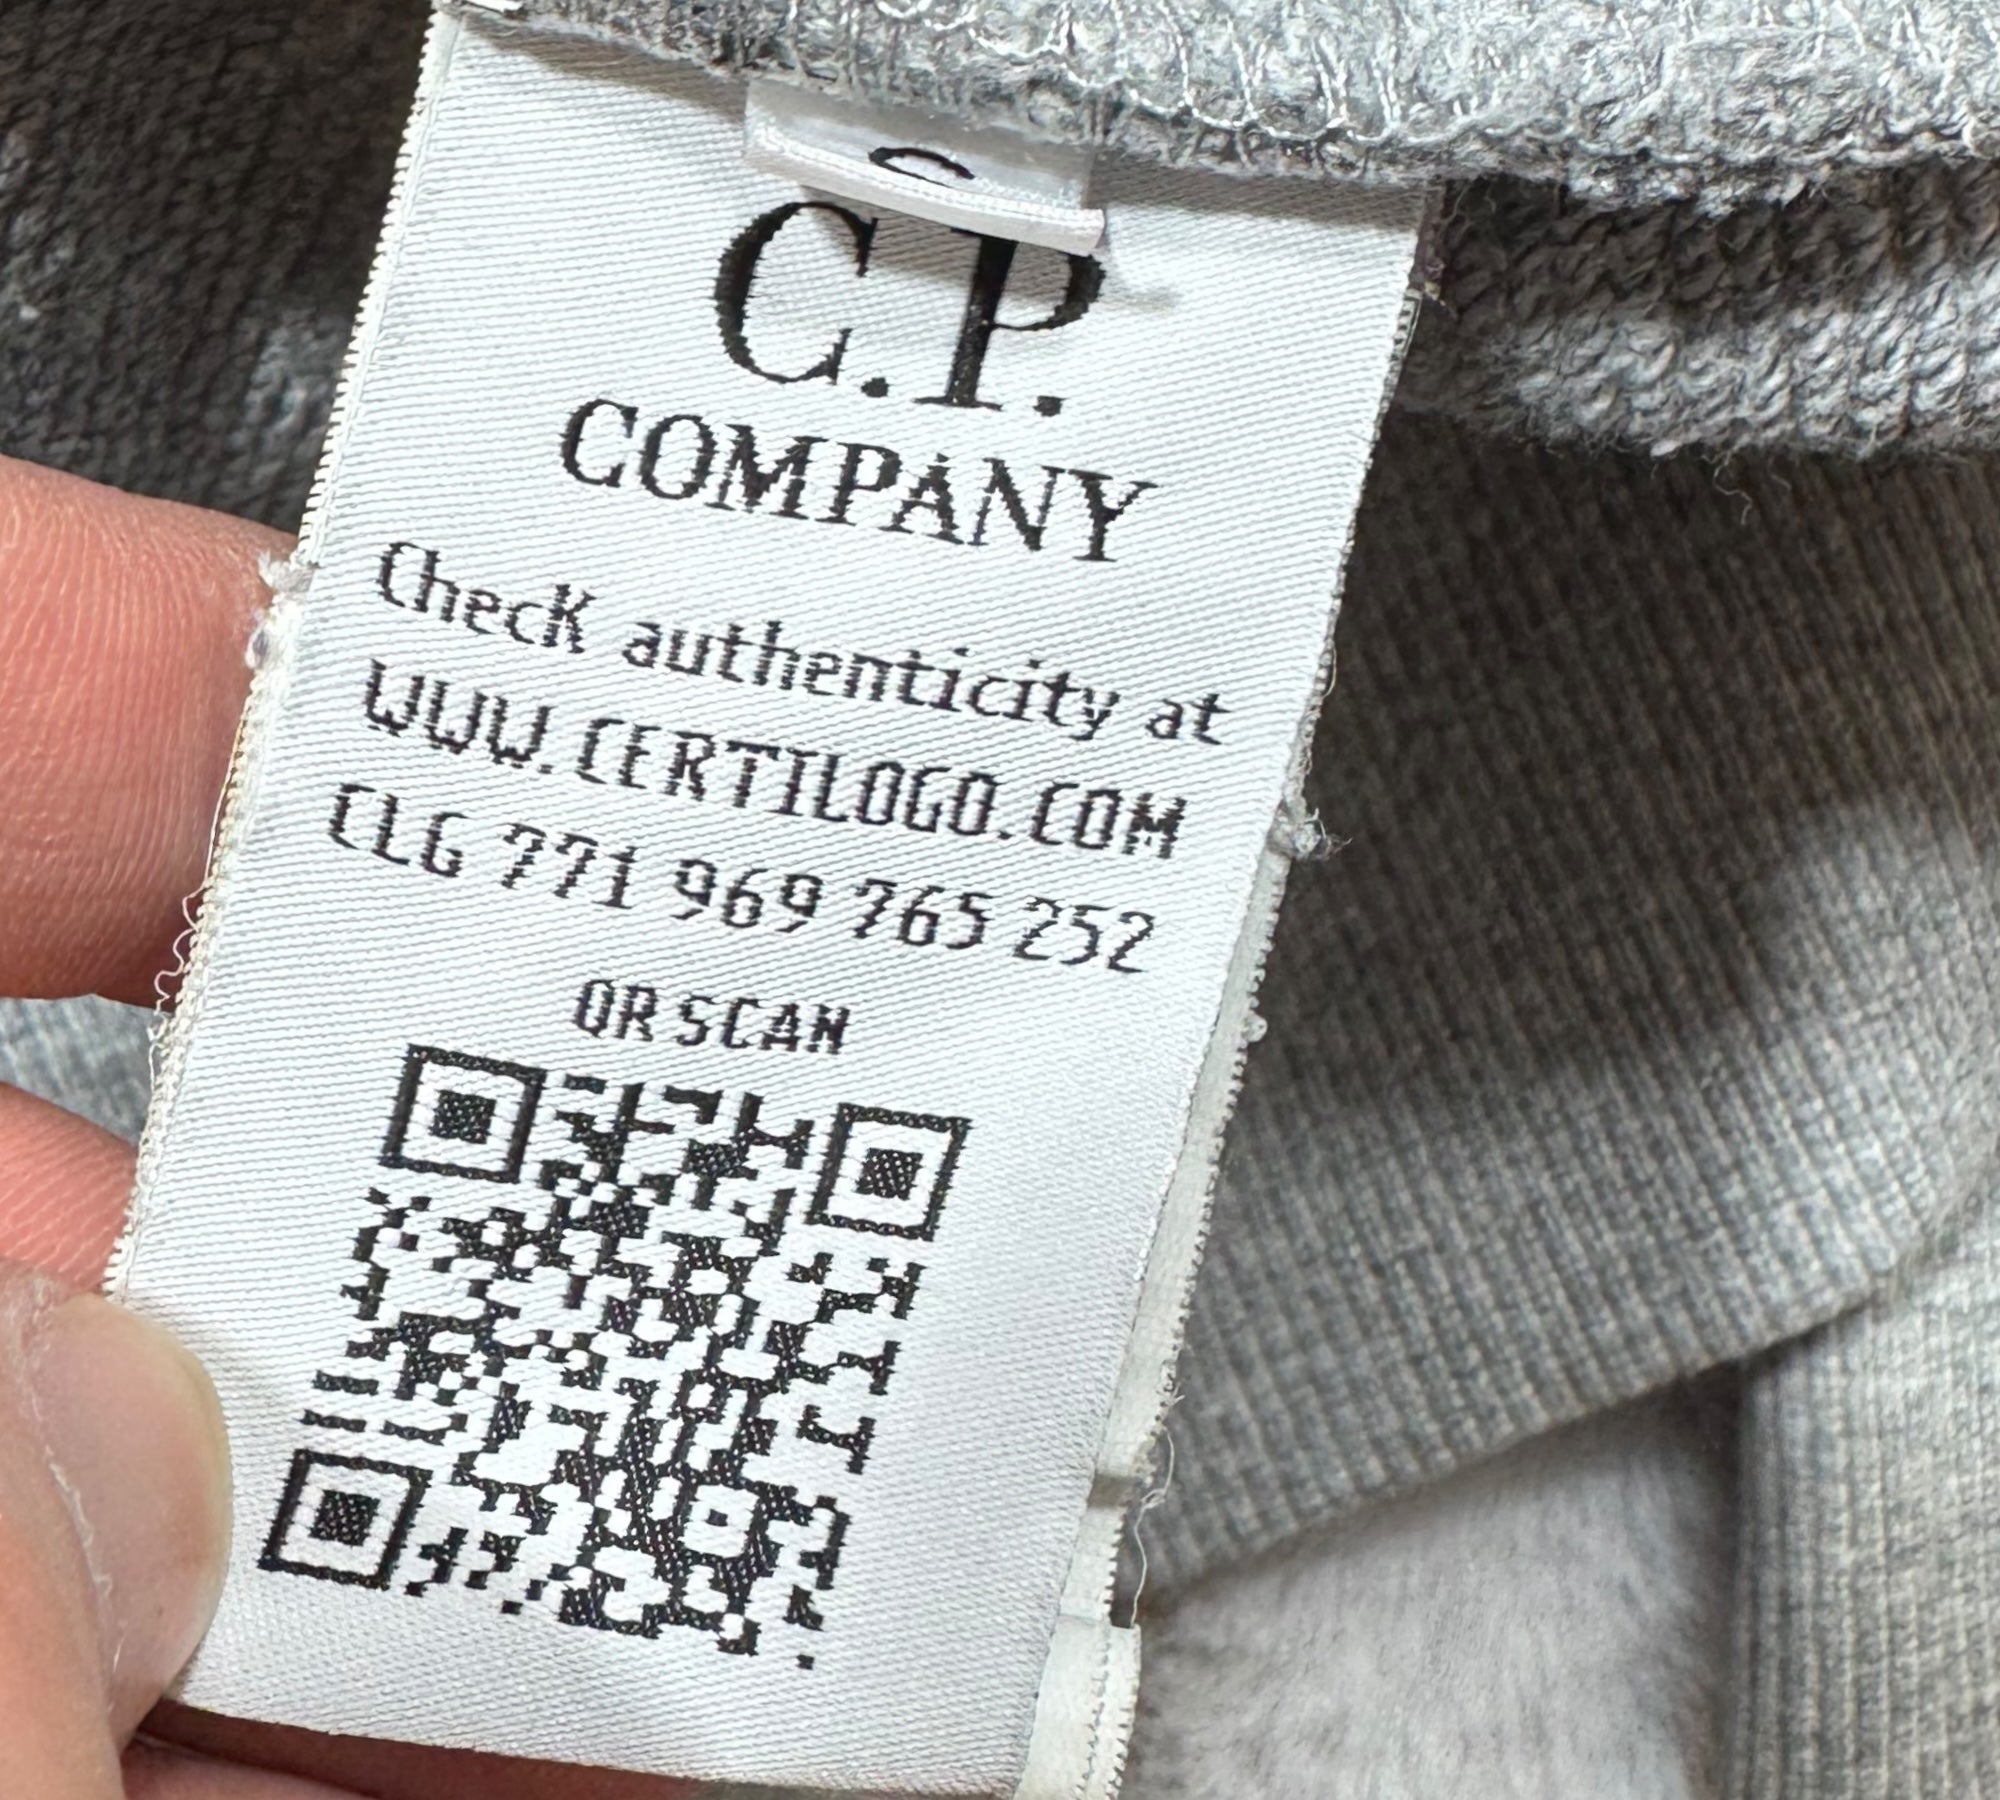 C.P.
COMPANY
Check authenticity at
WWW.CERTILOGO.COM
CLG 771 969 765 252
OR SCAN